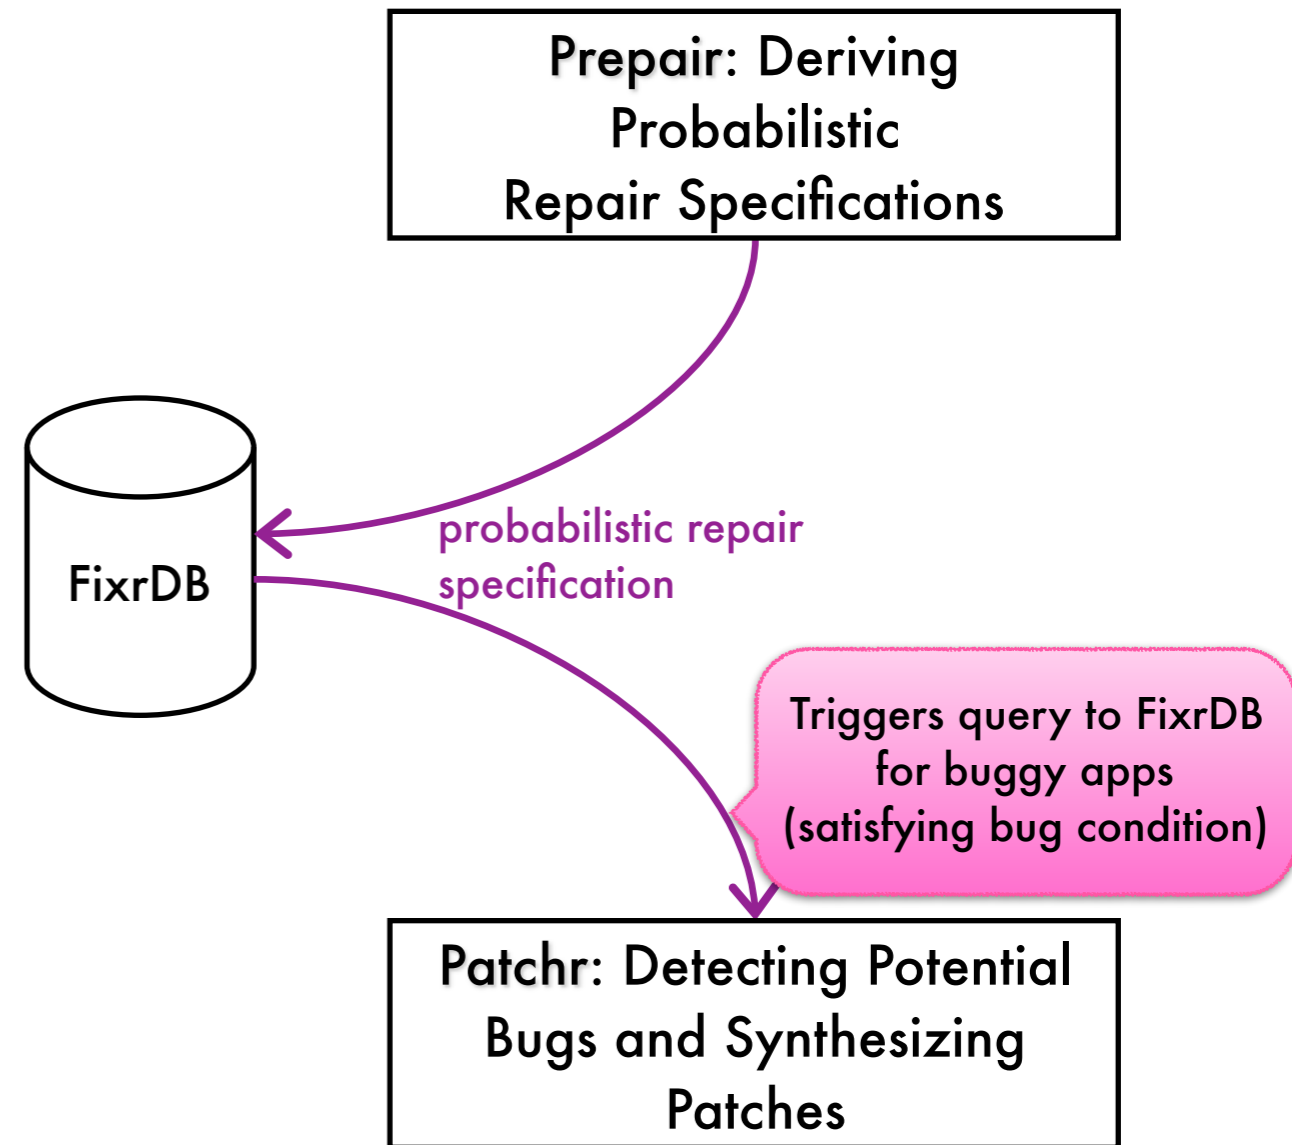 Prepair: Deriving
Probabilistic
Repair Specifications
probabilistic repair
specification
FixrDB
Triggers query to FixrDB
for buggy apps
(satisfying bug condition)
Patchr: Detecting Potential
Bugs and Synthesizing
Patches